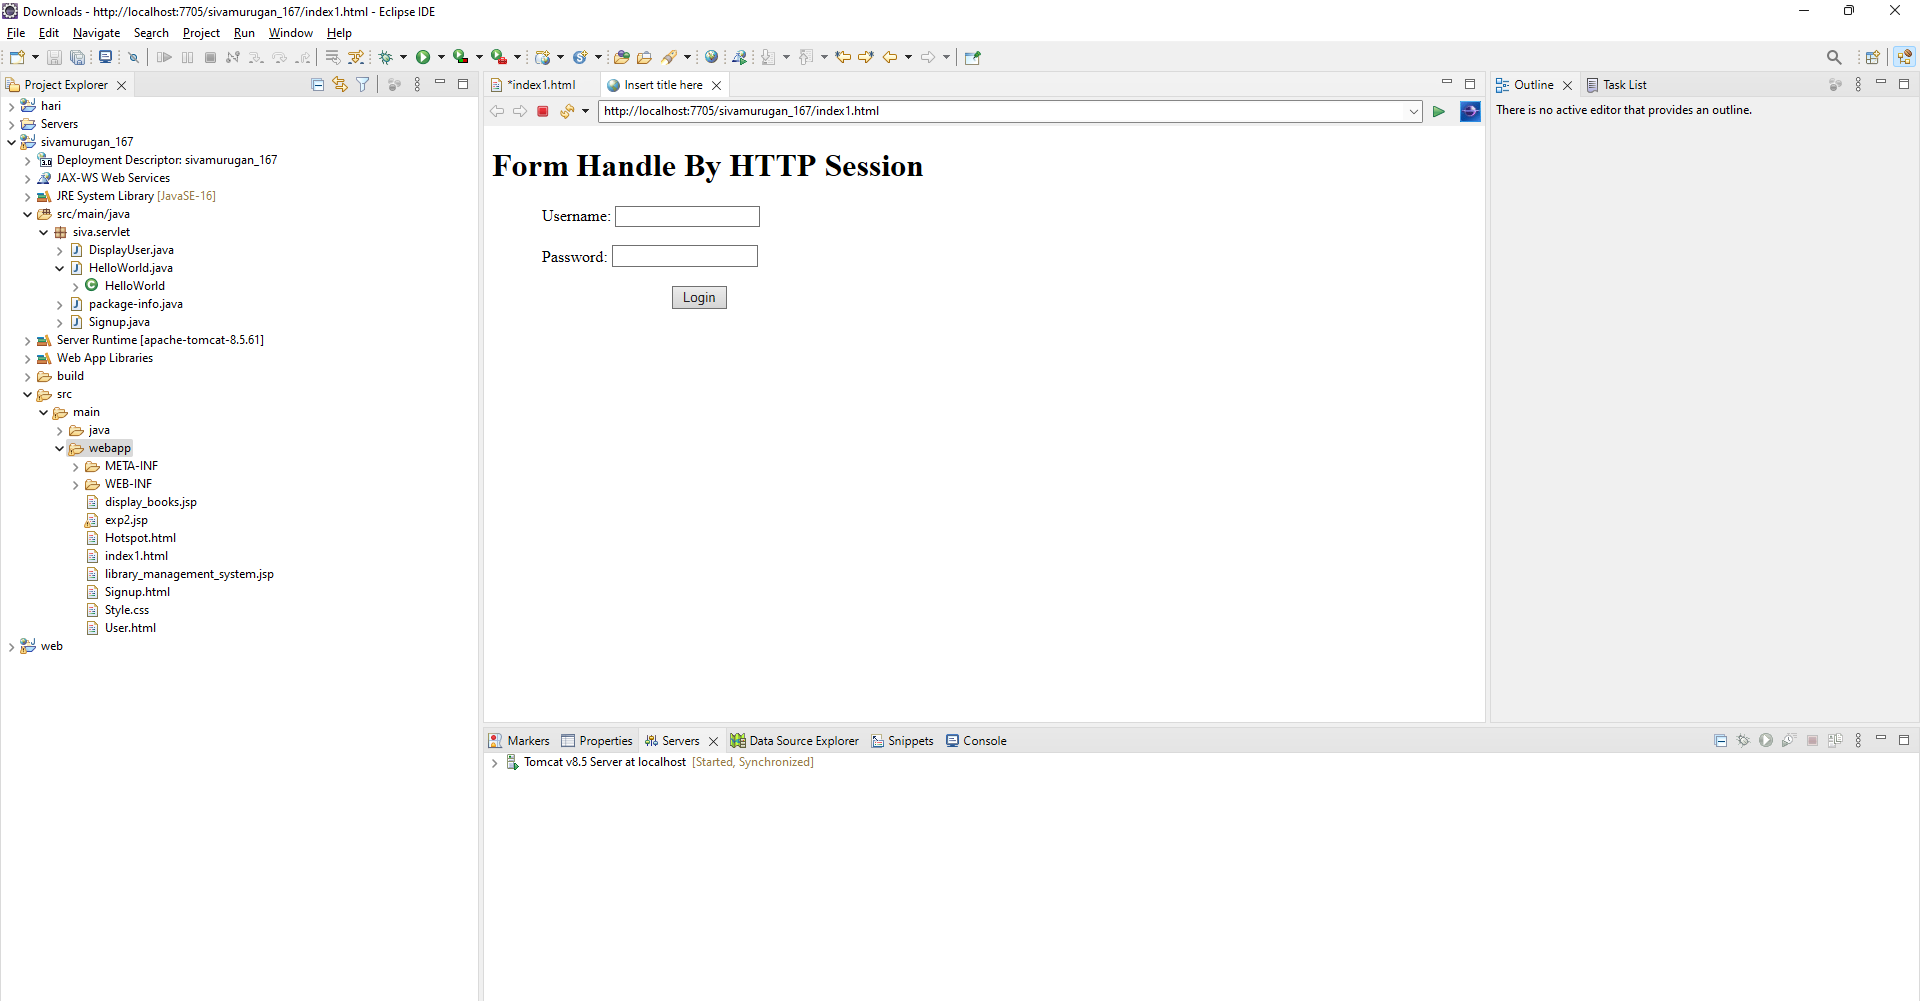 Downloads - http://localhost:7705/sivamurugan_167/index1.html - Eclipse IDE
File Edit Navigate Search Project Run Window Help
Project Explorer
hari
Servers
sivamurugan_167
3.0 Deployment Descriptor: sivamurugan_167
JAX-WS Web Services
JRE System Library [JavaSE-16]
src/main/java
siva.servlet
J DisplayUser.java
J HelloWorld.java
C HelloWorld
J package-info.java
J Signup.java
Server Runtime [apache-tomcat-8.5.61]
Web App Libraries
build
src
main
java
webapp
META-INF
WEB-INF
display_books.jsp
exp2.jsp
Hotspot.html
index1.html
library_management_system.jsp
Signup.html
Style.css
User.html
web
*index1.html Insert title here
http://localhost:7705/sivamurugan_167/index1.html
Form Handle By HTTP Session
Username:
Password:
Login
Outline Task List
There is no active editor that provides an outline.
Markers Properties Servers Data Source Explorer Snippets Console
Tomcat v8.5 Server at localhost [Started, Synchronized]